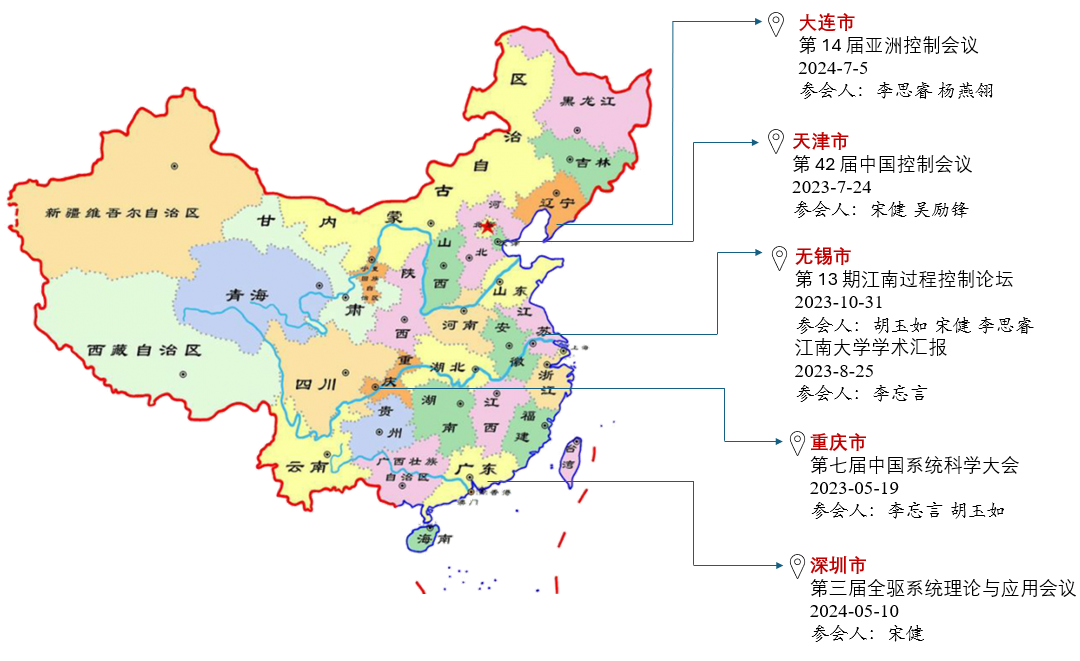 大连市
第 14 届亚洲控制会议
2024-7-5
参会人：李思睿 杨燕翎
天津市
第 42 届中国控制会议
2023-7-24
参会人：宋健 吴励锋
无锡市
第 13 期江南过程控制论坛
2023-10-31
参会人：胡玉如 宋健 李思睿
江南大学学术汇报
2023-8-25
参会人：李忘言
重庆市
第七届中国系统科学大会
2023-05-19
参会人：李忘言 胡玉如
深圳市
第三届全驱系统理论与应用会议
2024-05-10
参会人：宋健
黑龙江
吉林
辽宁
内蒙古自治区
新疆维吾尔自治区
甘肃
青海
西藏自治区
宁夏回族自治区
陕西
山西
河北
北京
山东
河南
江苏
安徽
上海
浙江
湖北
重庆
四川
贵州
湖南
江西
福建
云南
广西壮族自治区
广东
香港
澳门
海南
台湾